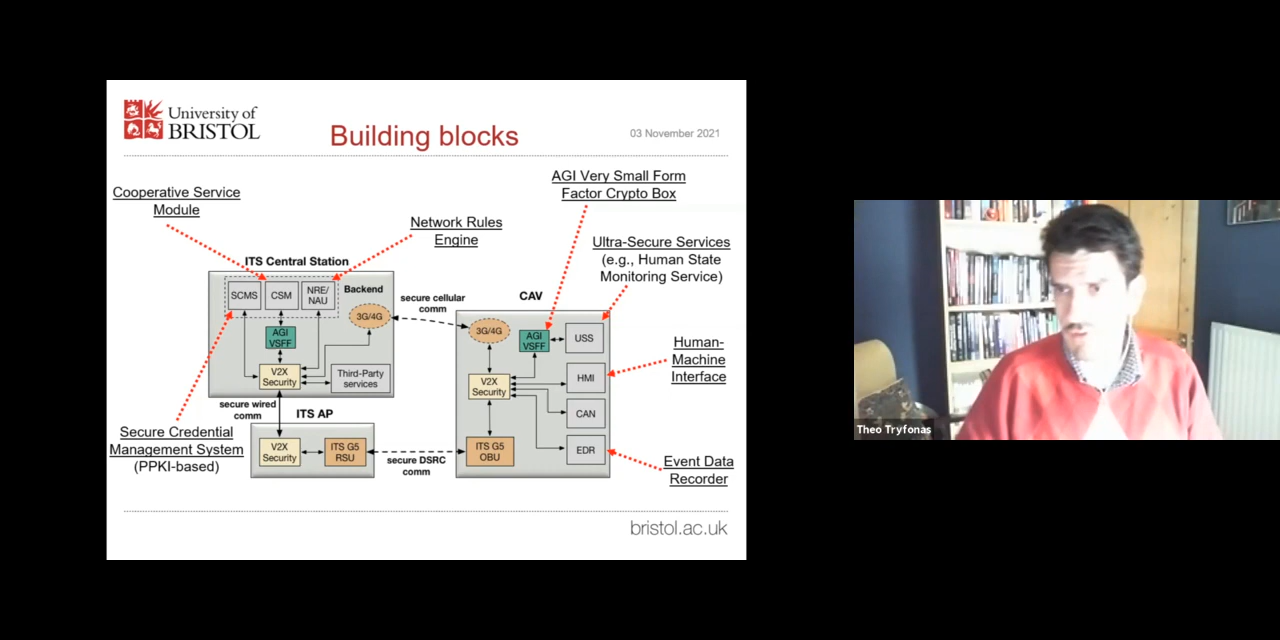 University of
BRISTOL
Building blocks
03 November 2021
Cooperative Service
Module
Network Rules
Engine
AGI Very Small Form
Factor Crypto Box
Ultra-Secure Services
(e.g., Human State
Monitoring Service)
ITS Central Station
SCMS
CSM
NRE/
NAU
Backend
3G/4G
AGI
VSFF
V2X
Security
Third-Party
services
secure cellular
comm
CAV
3G/4G
AGI
VSFF
USS
V2X
Security
HMI
CAN
EDR
ITS G5
OBU
Human-
Machine
Interface
secure wired
comm
ITS AP
V2X
Security
ITS G5
RSU
secure DSRC
comm
Secure Credential
Management System
(PPKI-based)
Event Data
Recorder
bristol.ac.uk
Theo Tryfonas